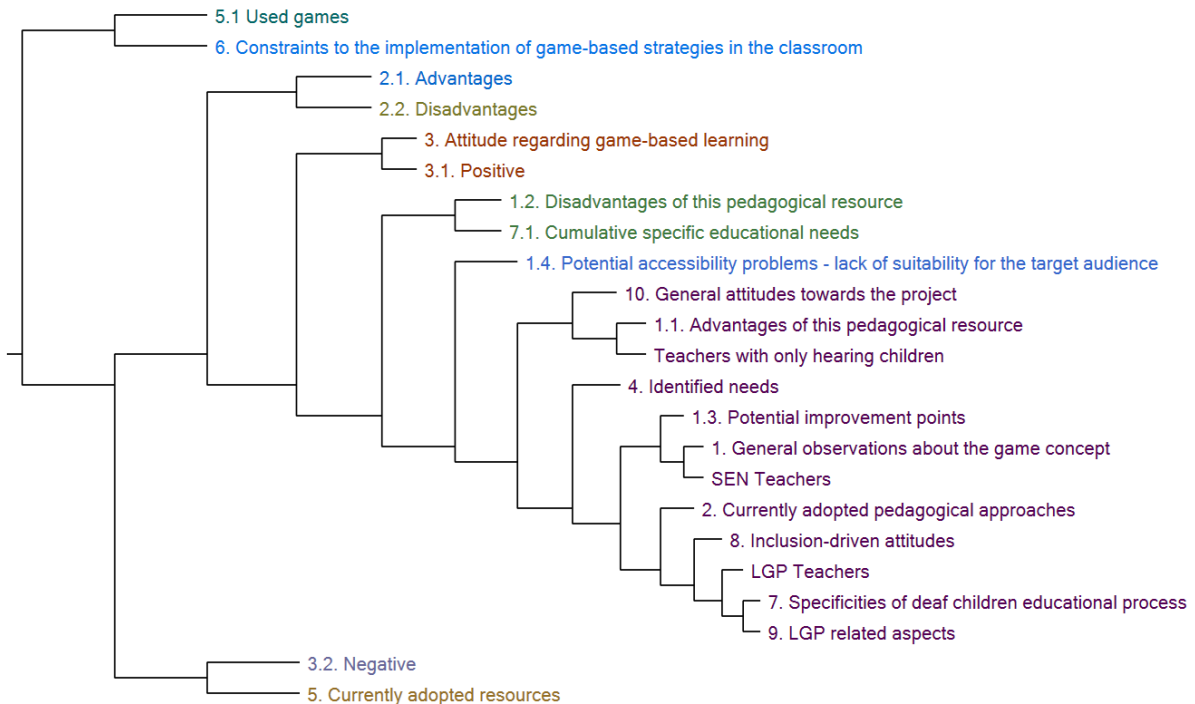 5.1 Used games
6. Constraints to the implementation of game-based strategies in the classroom
2.1. Advantages
2.2. Disadvantages
3. Attitude regarding game-based learning
3.1. Positive
1.2. Disadvantages of this pedagogical resource
7.1. Cumulative specific educational needs
1.4. Potential accessibility problems - lack of suitability for the target audience
10. General attitudes towards the project
1.1. Advantages of this pedagogical resource
Teachers with only hearing children
4. Identified needs
1.3. Potential improvement points
1. General observations about the game concept
SEN Teachers
2. Currently adopted pedagogical approaches
8. Inclusion-driven attitudes
LGP Teachers
7. Specificities of deaf children educational process
9. LGP related aspects
3.2. Negative
5. Currently adopted resources